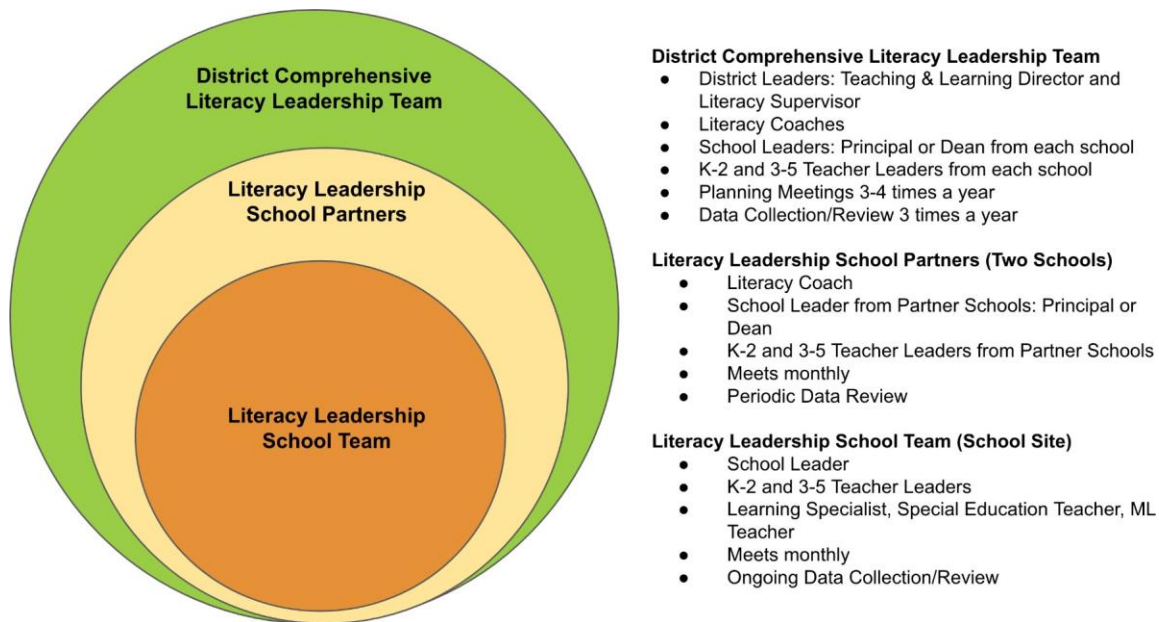 District Comprehensive
Literacy Leadership Team
Literacy Leadership
School Partners
Literacy Leadership
School Team
District Comprehensive Literacy Leadership Team
● District Leaders: Teaching & Learning Director and
Literacy Supervisor
● Literacy Coaches
● School Leaders: Principal or Dean from each school
● K-2 and 3-5 Teacher Leaders from each school
● Planning Meetings 3-4 times a year
● Data Collection/Review 3 times a year
Literacy Leadership School Partners (Two Schools)
● Literacy Coach
● School Leader from Partner Schools: Principal or
Dean
● K-2 and 3-5 Teacher Leaders from Partner Schools
● Meets monthly
● Periodic Data Review
Literacy Leadership School Team (School Site)
● School Leader
● K-2 and 3-5 Teacher Leaders
● Learning Specialist, Special Education Teacher, ML
Teacher
● Meets monthly
● Ongoing Data Collection/Review